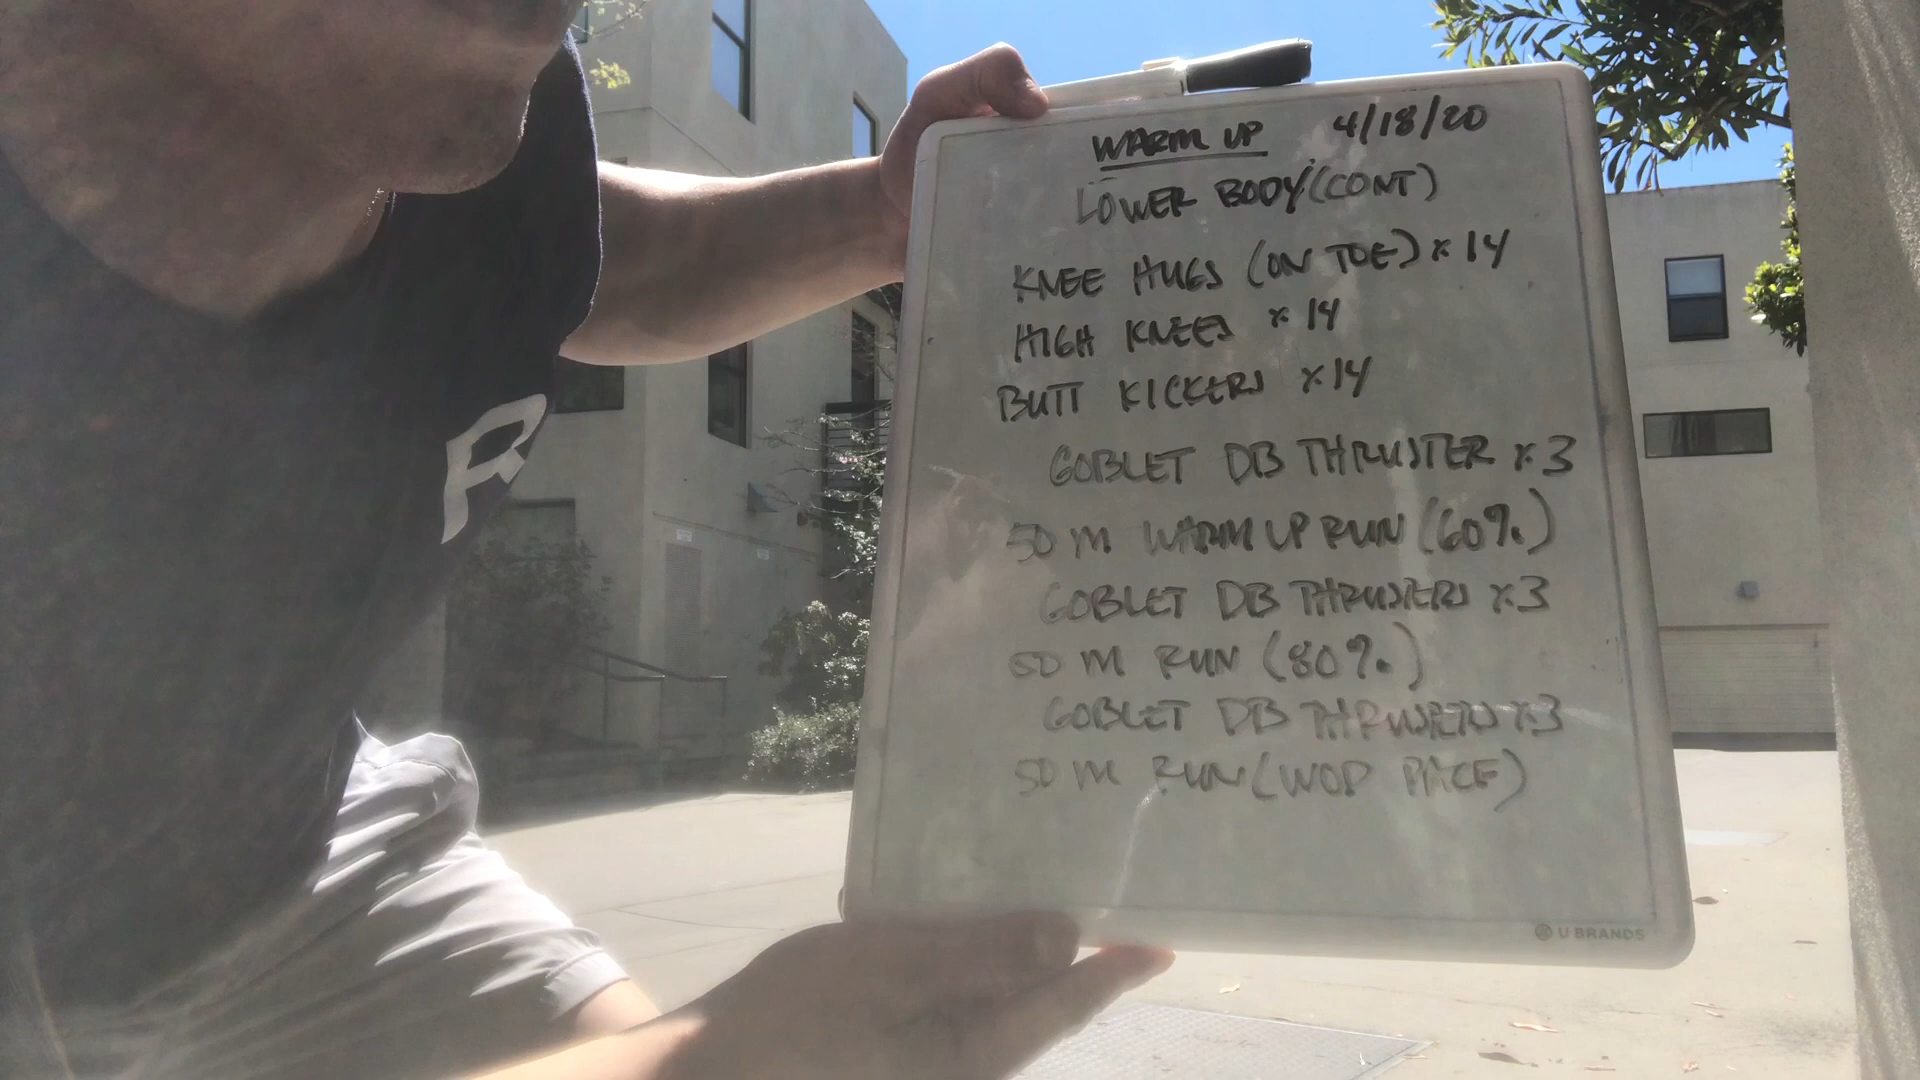 WARM UP 4/18/20
LOWER BODY (CONT)
KNEE HUGS (ON TOE) x 14
HIGH KNEES x 14
BUTT KICKERS x 14
GOBLET DB THRUSTER x 3
50 M WARM UP RUN (60%)
GOBLET DB THRUSTERS x 3
50 M RUN (80%)
GOBLET DB THRUSTERS x 3
50 M RUN (WOD PACE)
U BRANDS
R